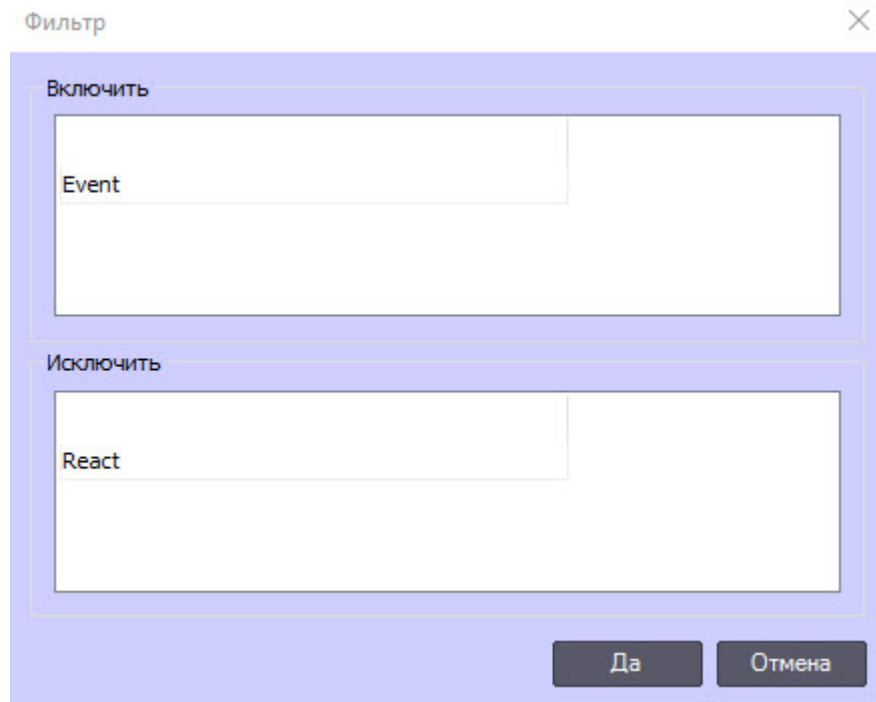 Фильтр
Включить
Event
Исключить
React
Да
Отмена